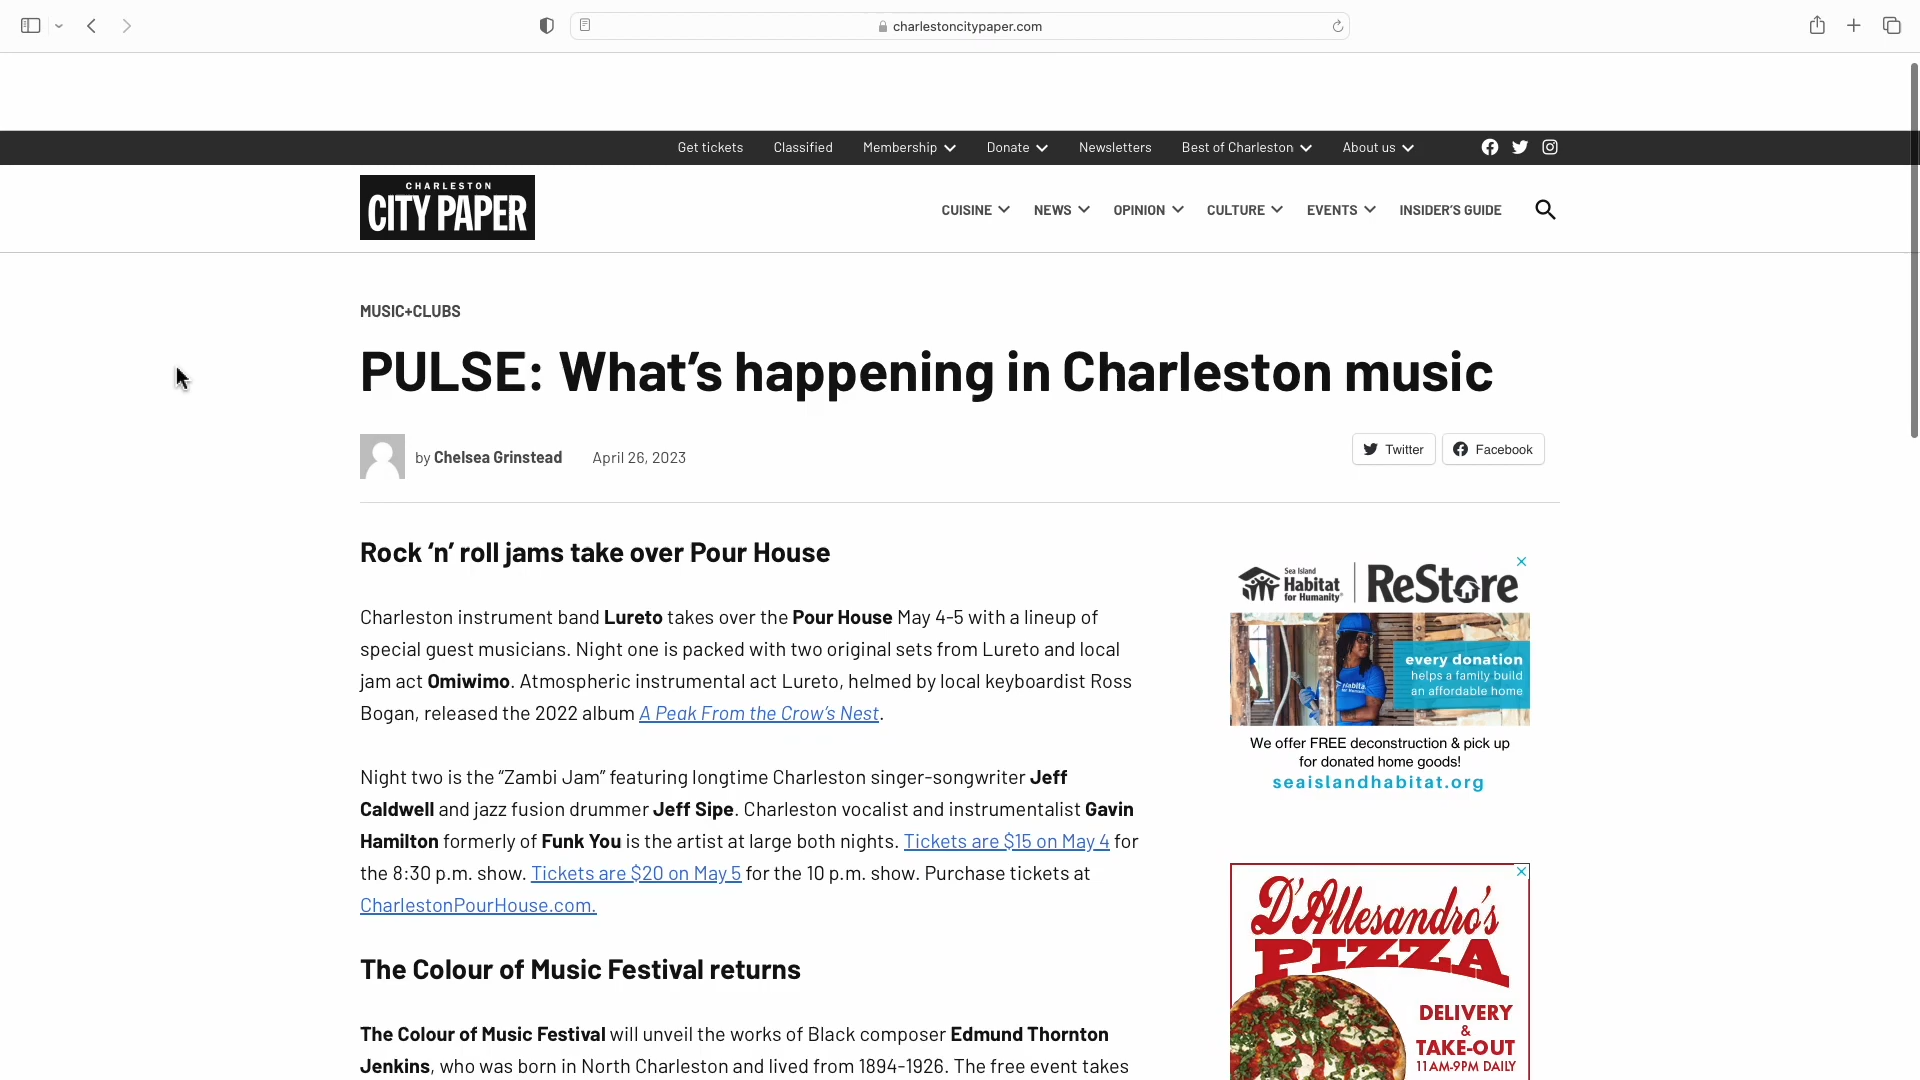 charlestoncitypaper.com
Get tickets Classified Membership Donate Newsletters Best of Charleston About us
CHARLESTON
CITY PAPER
CUISINE NEWS OPINION CULTURE EVENTS INSIDER'S GUIDE
MUSIC+CLUBS
PULSE: What's happening in Charleston music
by Chelsea Grinstead April 26, 2023
Twitter Facebook
Rock ‘n’ roll jams take over Pour House
Charleston instrument band Lureto takes over the Pour House May 4-5 with a lineup of
special guest musicians. Night one is packed with two original sets from Lureto and local
jam act Omiwimo. Atmospheric instrumental act Lureto, helmed by local keyboardist Ross
Bogan, released the 2022 album A Peak From the Crow’s Nest.
Night two is the “Zambi Jam” featuring longtime Charleston singer-songwriter Jeff
Caldwell and jazz fusion drummer Jeff Sipe. Charleston vocalist and instrumentalist Gavin
Hamilton formerly of Funk You is the artist at large both nights. Tickets are $15 on May 4 for
the 8:30 p.m. show. Tickets are $20 on May 5 for the 10 p.m. show. Purchase tickets at
CharlestonPourHouse.com.
The Colour of Music Festival returns
The Colour of Music Festival will unveil the works of Black composer Edmund Thornton
Jenkins, who was born in North Charleston and lived from 1894-1926. The free event takes
Sea Island
Habitat
for Humanity®
ReStore
every donation
helps a family build
an affordable home
We offer FREE deconstruction & pick up
for donated home goods!
seaislandhabitat.org
D'Allesandro's
PIZZA
DELIVERY
&
TAKE-OUT
11AM-9PM DAILY